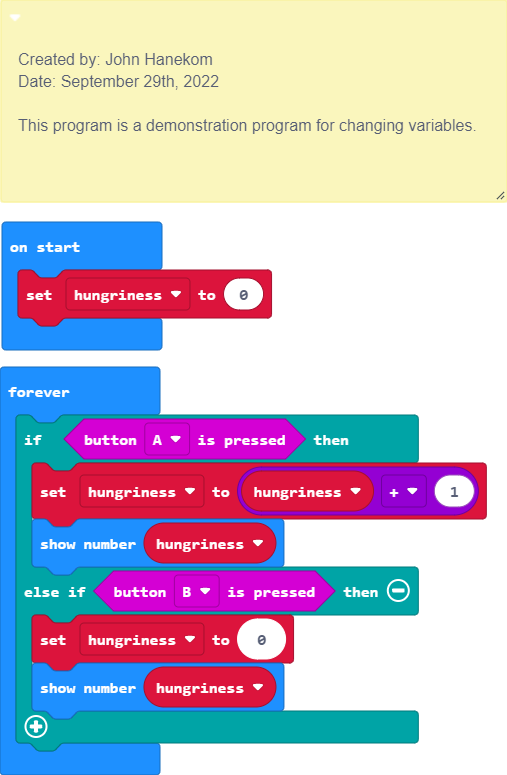 Created by: John Hanekom
Date: September 29th, 2022
This program is a demonstration program for changing variables.
on start
set hungriness to 0
forever
if button A is pressed then
set hungriness to hungriness + 1
show number hungriness
else if button B is pressed then
set hungriness to 0
show number hungriness